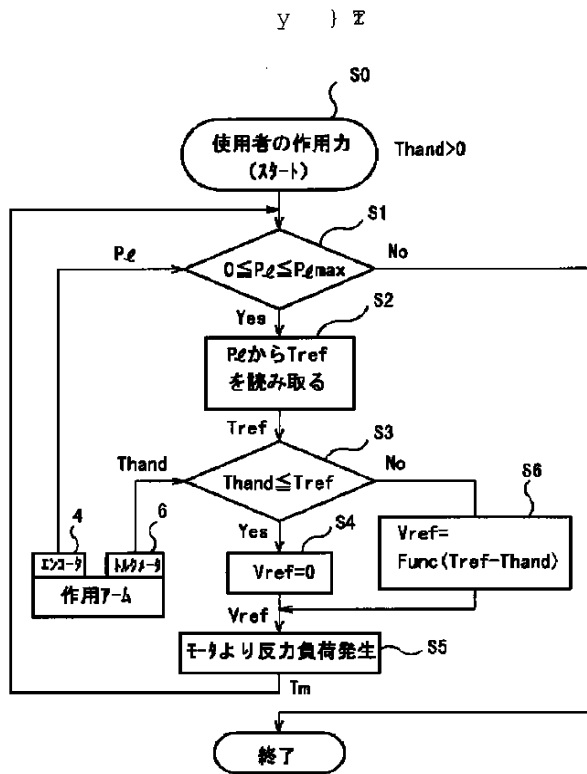 y } Z
S0
使用者の作用力
(スタート)
Thand>0
S1
Pℓ
0≦Pℓ≦Pℓmax
No
Yes
S2
PℓからTref
を読み取る
Tref
S3
Thand
Thand≦Tref
No
S6
Yes
S4
4
6
エンコーダ
トルクメータ
作用アーム
Vref=0
Vref=
Func(Tref-Thand)
Vref
モータより反力負荷発生
S5
Tm
終了